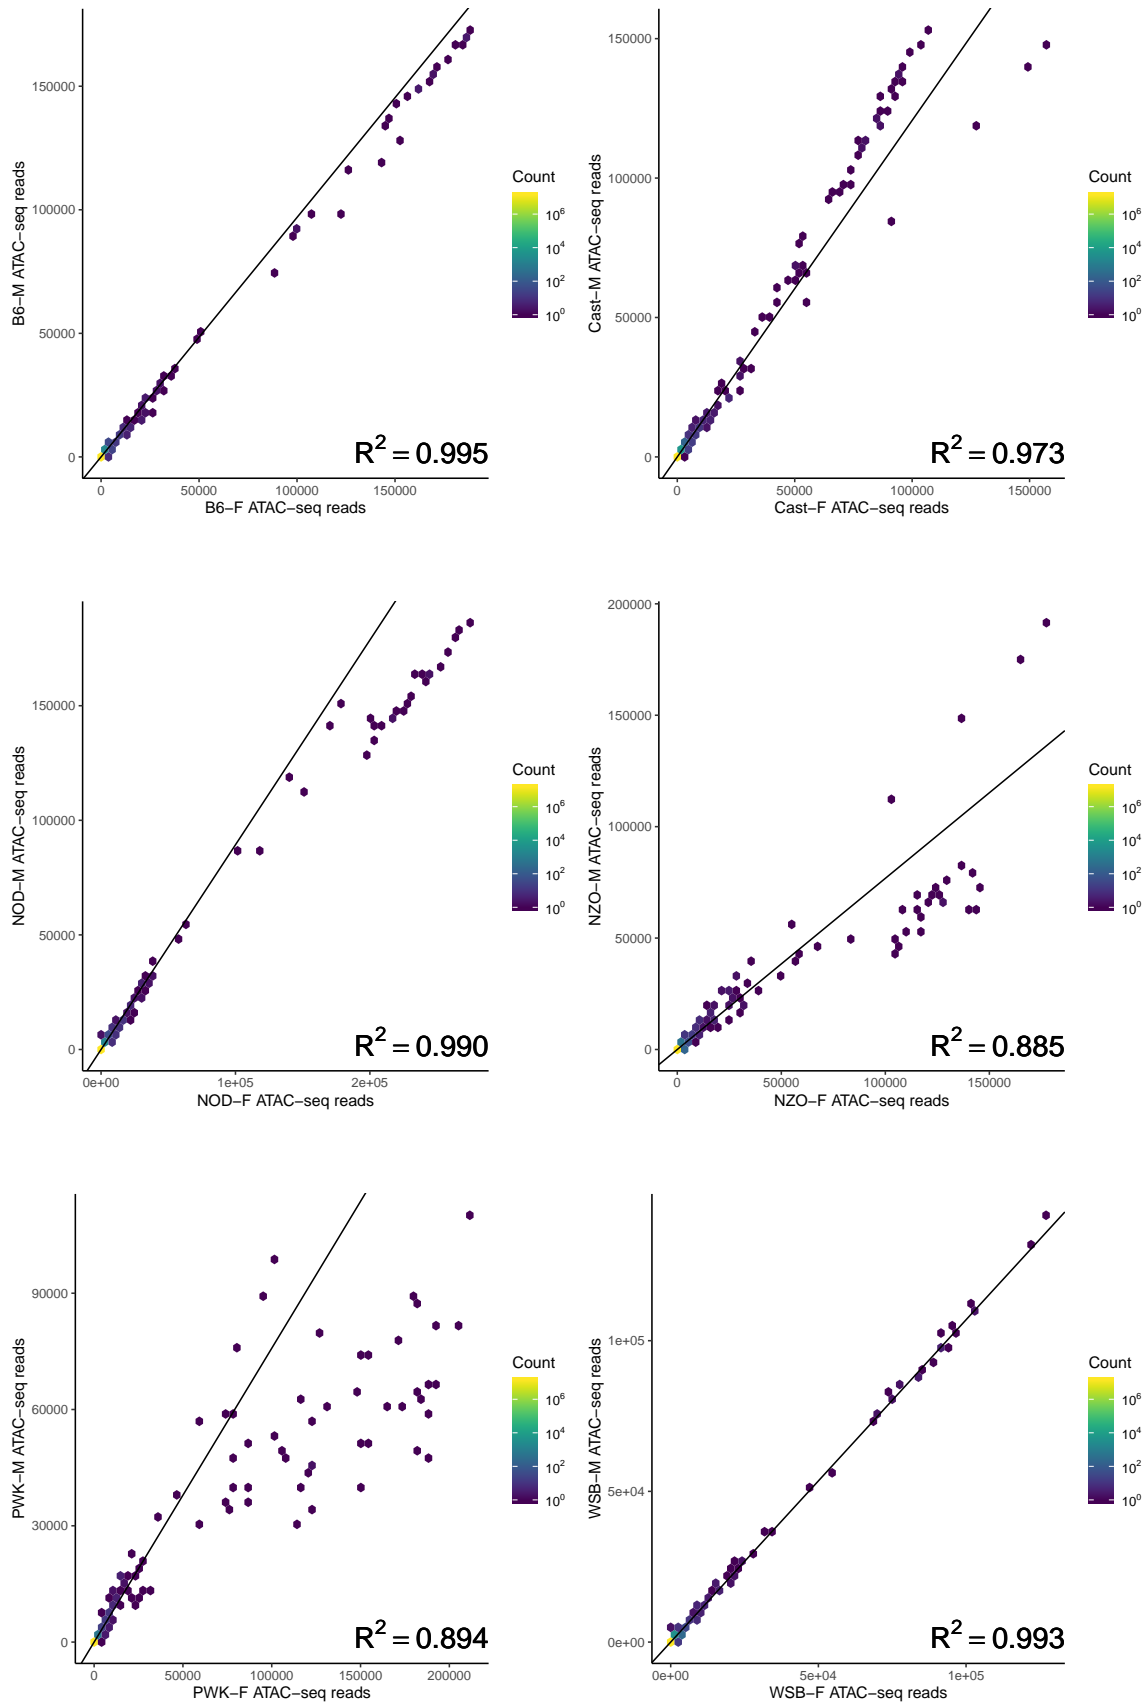 B6−M ATAC−seq reads
150000
100000
50000
0
0 50000 100000 150000
B6−F ATAC−seq reads
R² = 0.995
Count
10⁶
10⁴
10²
10⁰
Cast−M ATAC−seq reads
150000
100000
50000
0
0 50000 100000 150000
Cast−F ATAC−seq reads
R² = 0.973
Count
10⁶
10⁴
10²
10⁰
NOD−M ATAC−seq reads
150000
100000
50000
0
0e+00 1e+05 2e+05
NOD−F ATAC−seq reads
R² = 0.990
Count
10⁶
10⁴
10²
10⁰
NZO−M ATAC−seq reads
200000
150000
100000
50000
0
0 50000 100000 150000
NZO−F ATAC−seq reads
R² = 0.885
Count
10⁶
10⁴
10²
10⁰
PWK−M ATAC−seq reads
90000
60000
30000
0
0 50000 100000 150000 200000
PWK−F ATAC−seq reads
R² = 0.894
Count
10⁶
10⁴
10²
10⁰
WSB−M ATAC−seq reads
1e+05
5e+04
0e+00
0e+00 5e+04 1e+05
WSB−F ATAC−seq reads
R² = 0.993
Count
10⁶
10⁴
10²
10⁰